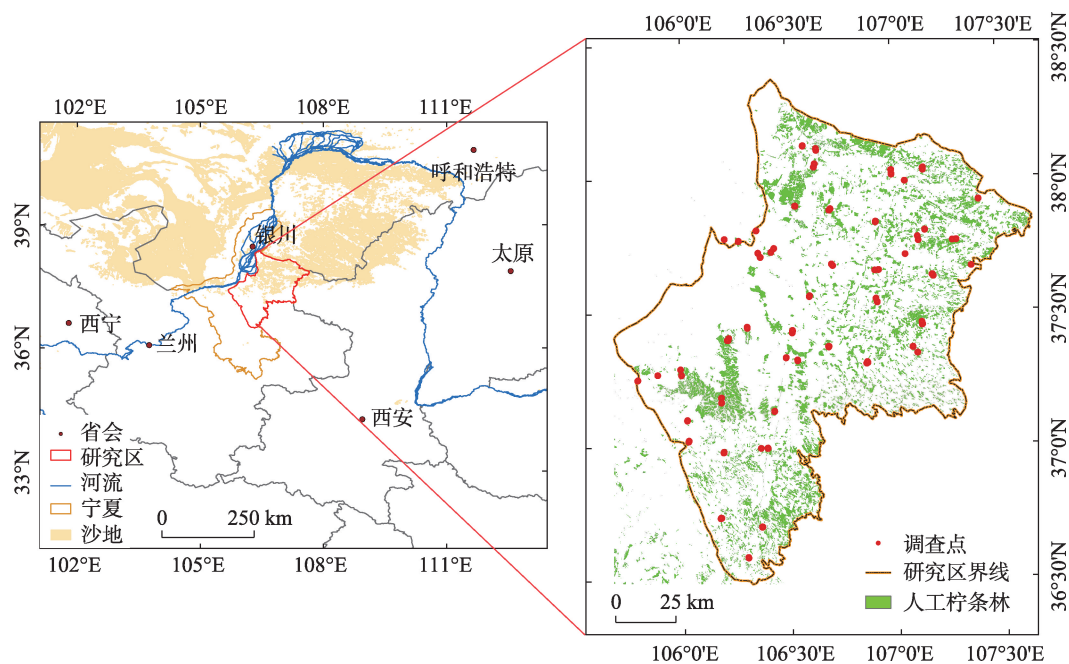 102°E 105°E 108°E 111°E
39°N
36°N
33°N
呼和浩特
银川
太原
西宁
兰州
西安
省会
研究区
河流
宁夏
沙地
0 250 km
102°E 105°E 108°E 111°E
106°0'E 106°30'E 107°0'E 107°30'E
38°30'N
38°0'N
37°30'N
37°0'N
36°30'N
调查点
研究区界线
人工柠条林
0 25 km
106°0'E 106°30'E 107°0'E 107°30'E